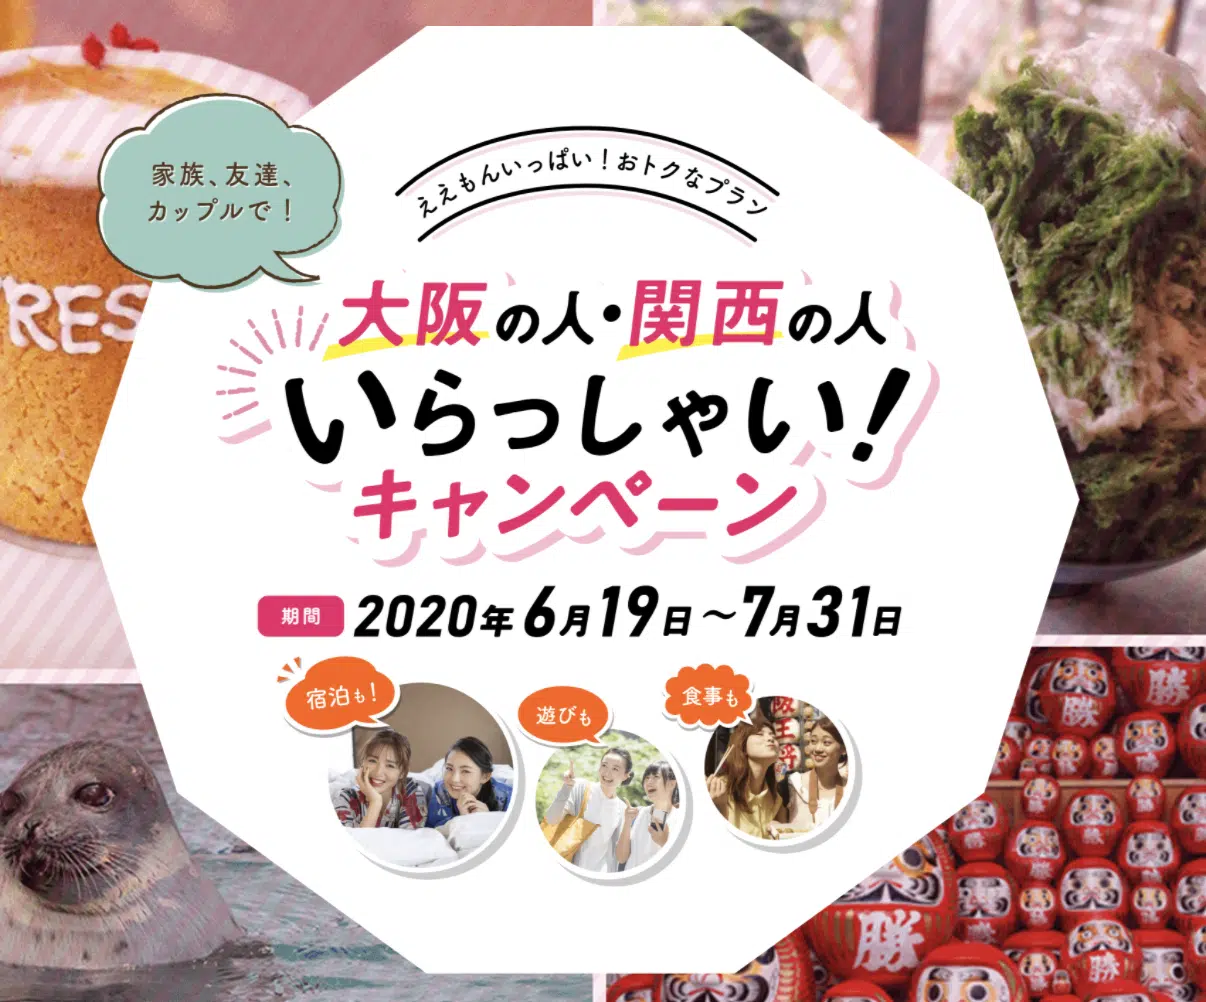 家族、友達、
カップルで！
ええもんいっぱい！おトクなプラン
大阪の人・関西の人
いらっしゃい！
キャンペーン
期間 2020年6月19日～7月31日
宿泊も！
遊びも
食事も
RES
勝
勝
勝